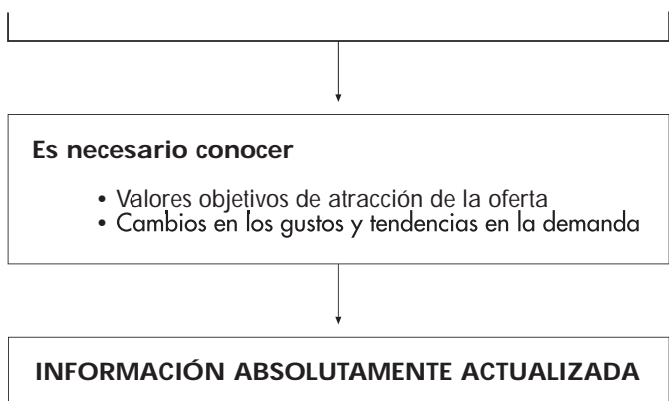 Es necesario conocer
• Valores objetivos de atracción de la oferta
• Cambios en los gustos y tendencias en la demanda
INFORMACIÓN ABSOLUTAMENTE ACTUALIZADA